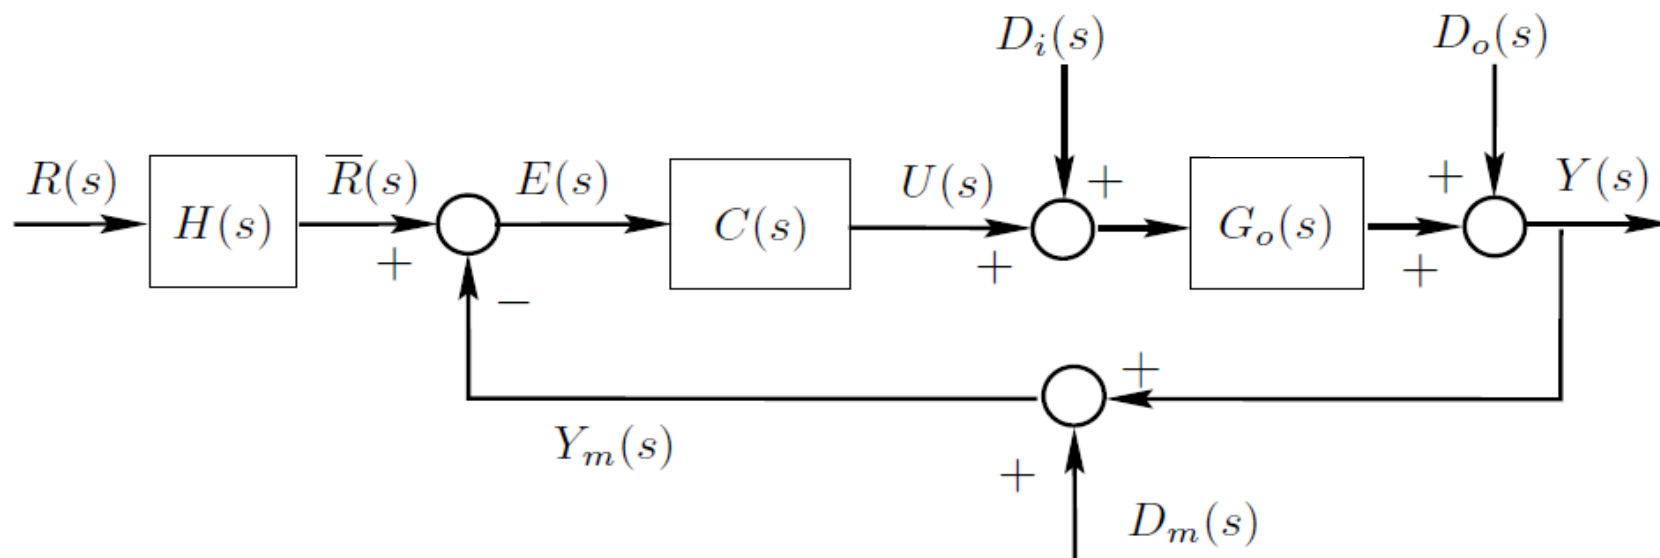 D_i(s) D_o(s)
R(s) H(s) R̅(s) E(s) C(s) U(s) + G_o(s) + Y(s)
+ + +
−
+
Y_m(s) +
D_m(s)